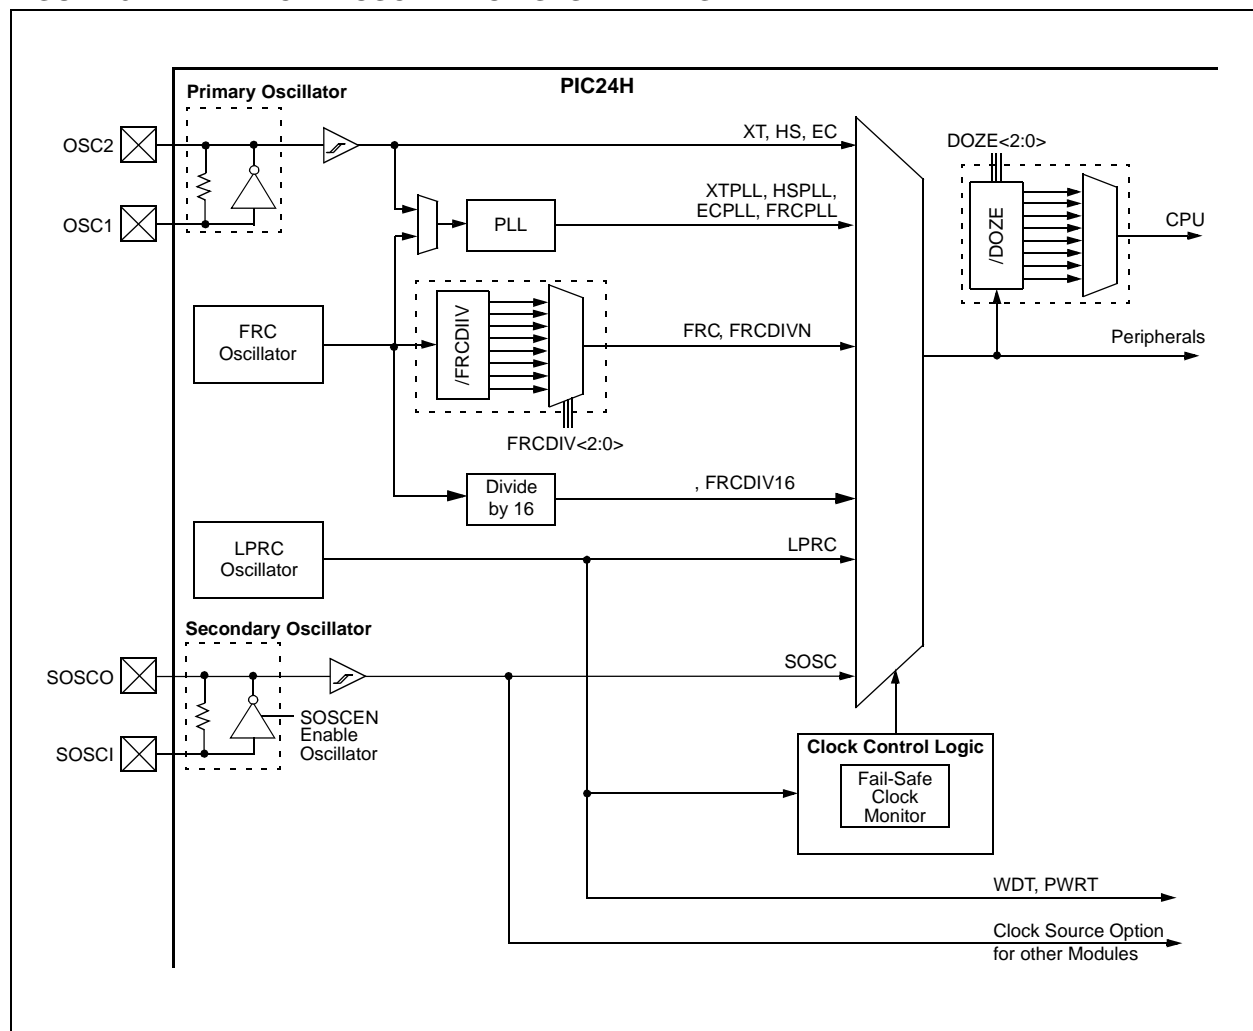 PIC24H
Primary Oscillator
OSC2
OSC1
XT, HS, EC
DOZE<2:0>
XTPLL, HSPLL,
ECPLL, FRCPLL
PLL
/DOZE
CPU
FRC
Oscillator
/FRCDIIV
FRC, FRCDIVN
Peripherals
FRCDIV<2:0>
Divide
by 16
, FRCDIV16
LPRC
Oscillator
LPRC
Secondary Oscillator
SOSCO
SOSC
SOSCEN
Enable
Oscillator
SOSCI
Clock Control Logic
Fail-Safe
Clock
Monitor
WDT, PWRT
Clock Source Option
for other Modules